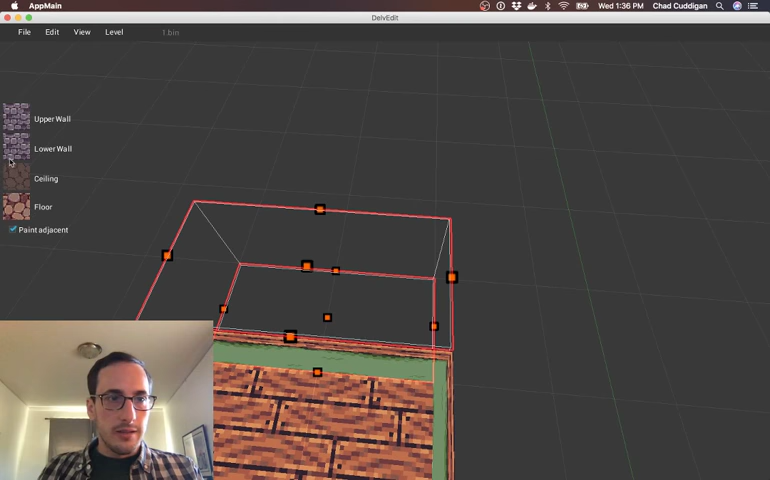 AppMain
Wed 1:36 PM Chad Cuddigan
DelvEdit
File Edit View Level 1.bin
Upper Wall
Lower Wall
Ceiling
Floor
Paint adjacent